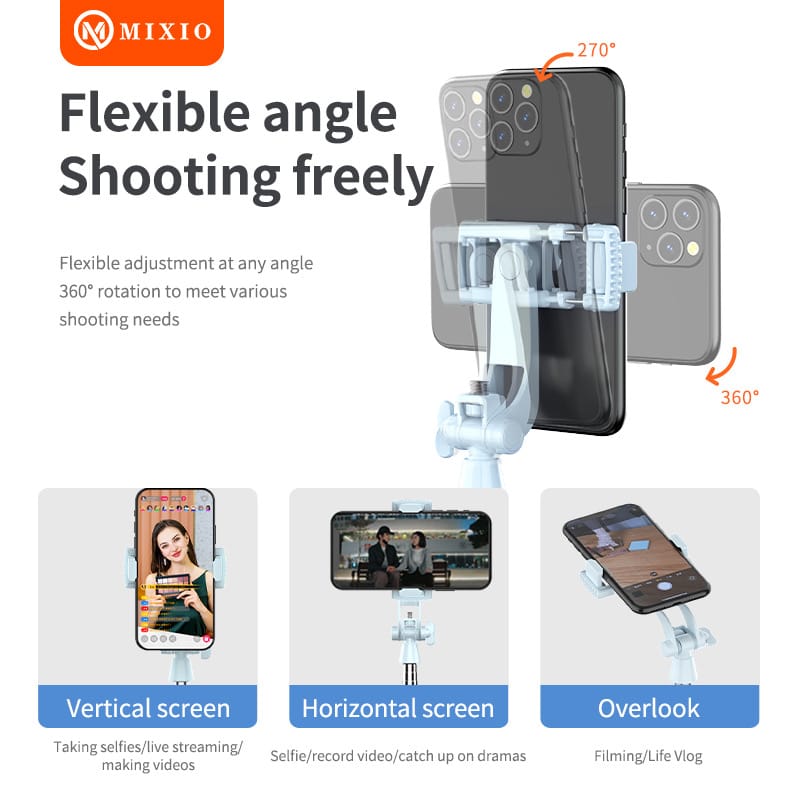 MIXIO
Flexible angle
Shooting freely
Flexible adjustment at any angle
360° rotation to meet various
shooting needs
270°
360°
Vertical screen
Taking selfies/live streaming/
making videos
Horizontal screen
Selfie/record video/catch up on dramas
Overlook
Filming/Life Vlog